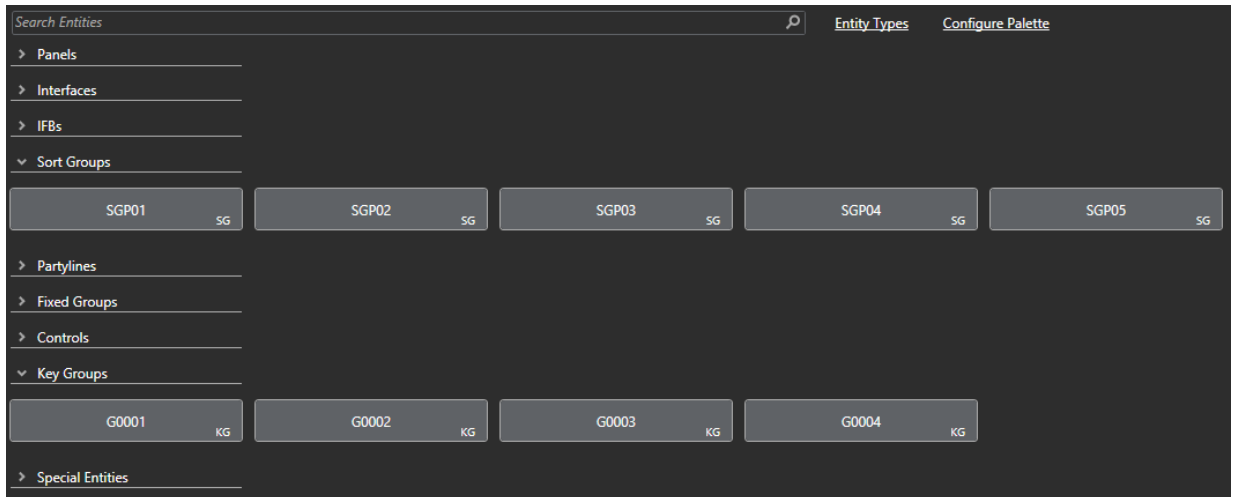 Search Entities Entity Types Configure Palette
Panels
Interfaces
IFBs
Sort Groups
SGP01 SG SGP02 SG SGP03 SG SGP04 SG SGP05 SG
Partylines
Fixed Groups
Controls
Key Groups
G0001 KG G0002 KG G0003 KG G0004 KG
Special Entities